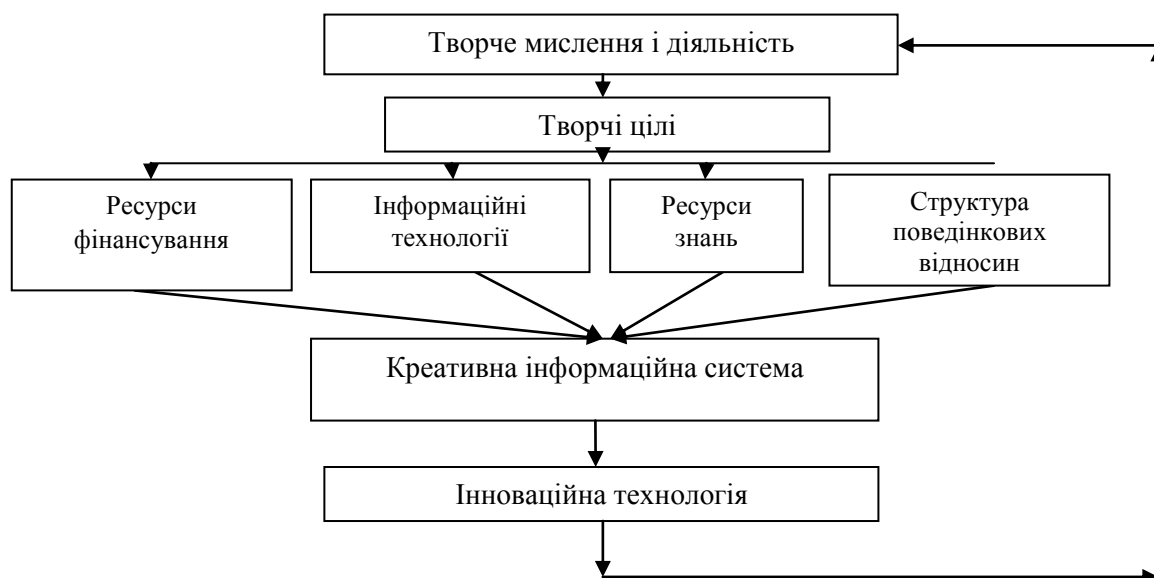 Творче мислення і діяльність
Творчі цілі
Ресурси
фінансування
Інформаційні
технології
Ресурси
знань
Структура
поведінкових
відносин
Креативна інформаційна система
Інноваційна технологія